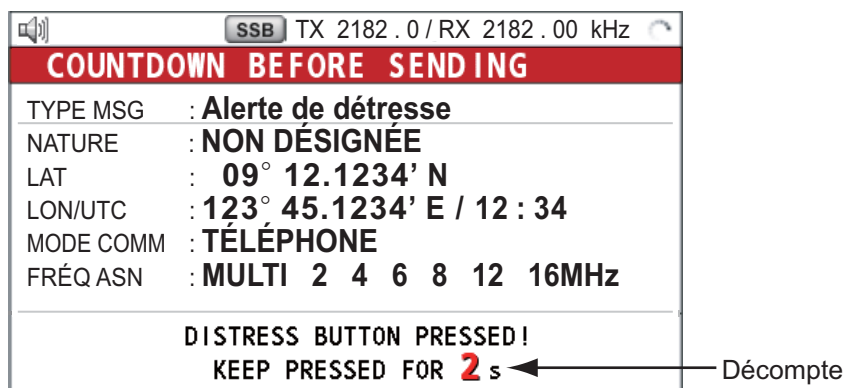 SSB TX 2182 . 0 / RX 2182 . 00 kHz
COUNTDOWN BEFORE SENDING
TYPE MSG : Alerte de détresse
NATURE : NON DÉSIGNÉE
LAT : 09° 12.1234’ N
LON/UTC : 123° 45.1234’ E / 12 : 34
MODE COMM : TÉLÉPHONE
FRÉQ ASN : MULTI 2 4 6 8 12 16MHz
DISTRESS BUTTON PRESSED!
KEEP PRESSED FOR 2 s
Décompte